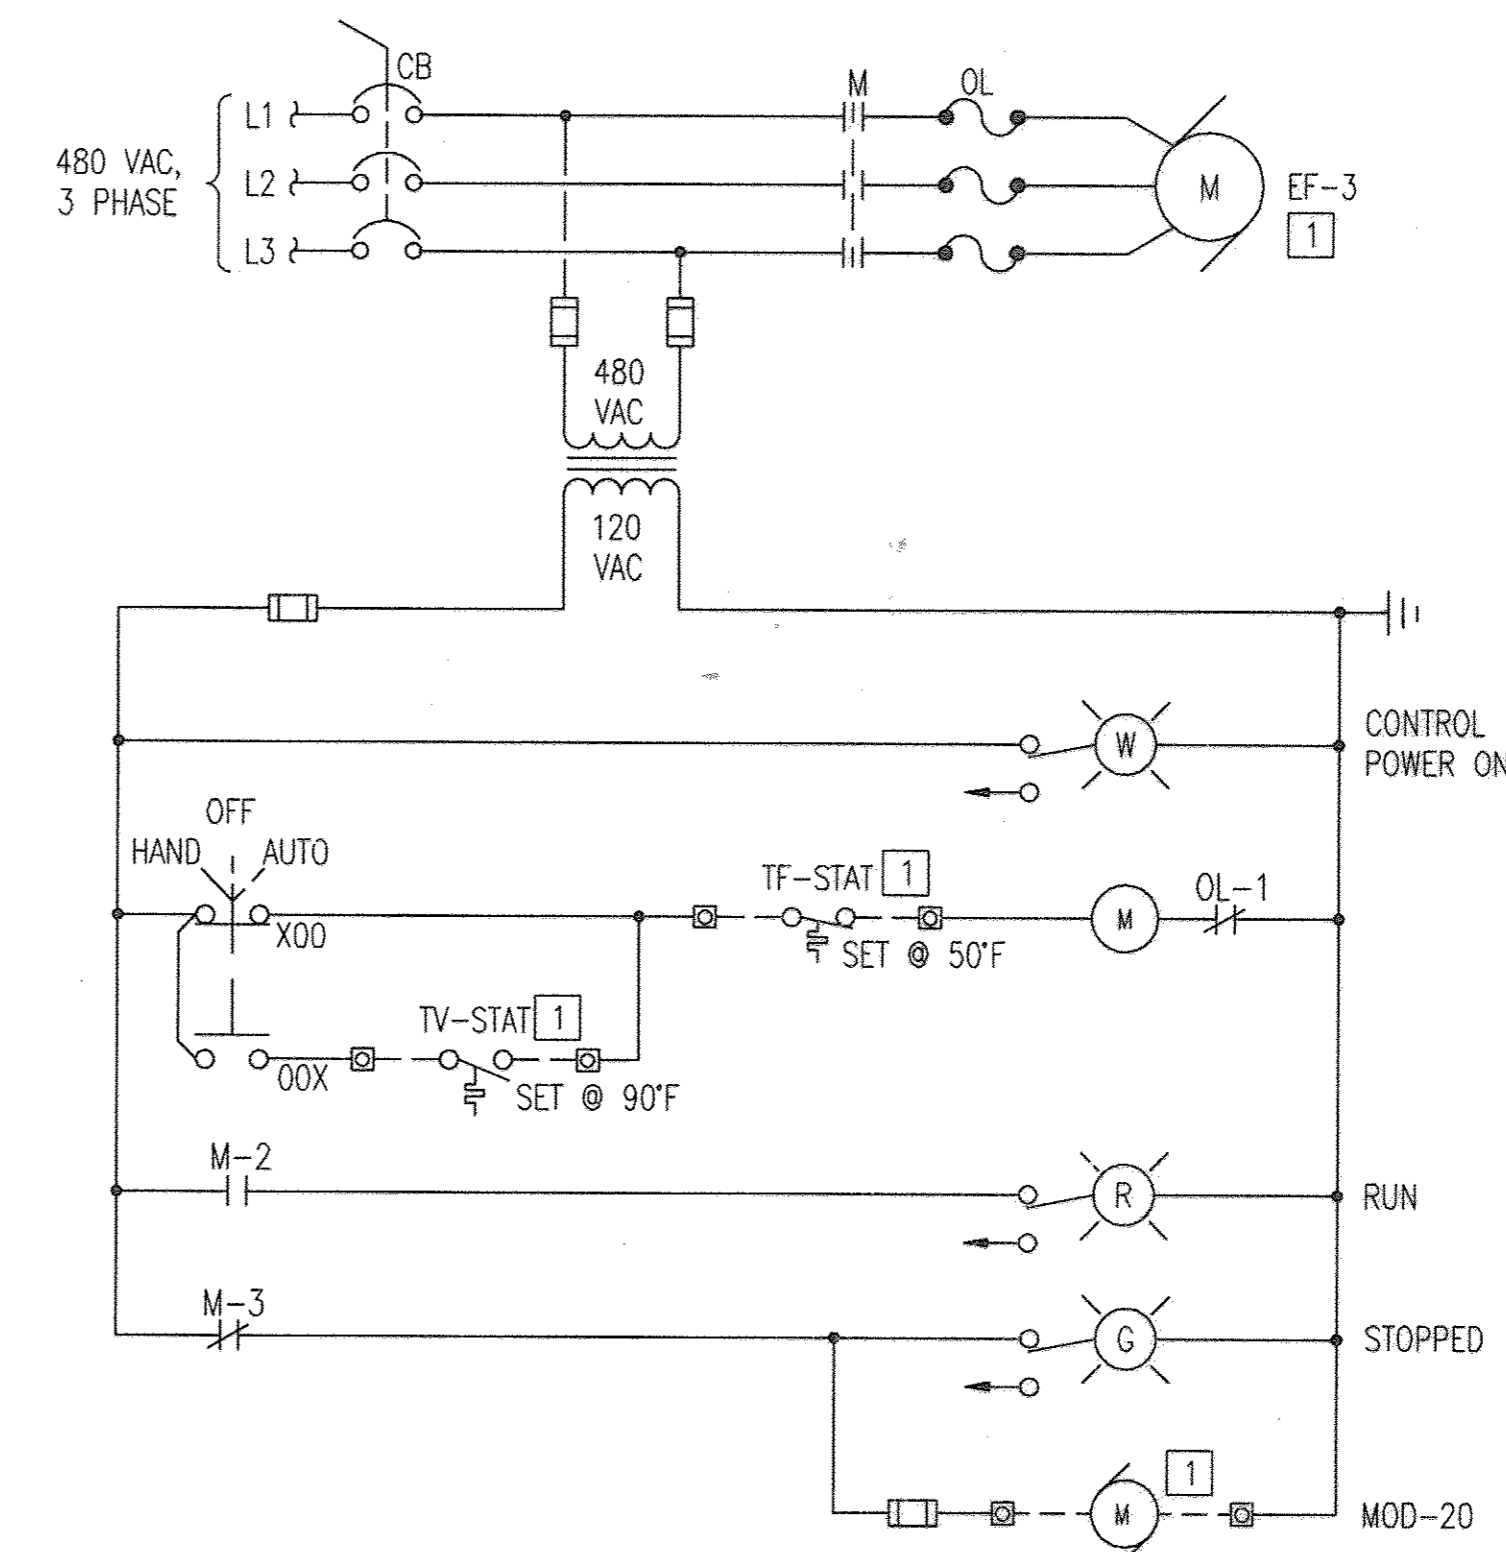 CB
M
OL
L1
480 VAC,
3 PHASE
L2
M
EF-3
1
L3
480
VAC
120
VAC
W
CONTROL
POWER ON
OFF
HAND
AUTO
TF-STAT
1
OL-1
M
X00
SET @ 50°F
TV-STAT
1
00X
SET @ 90°F
M-2
R
RUN
M-3
G
STOPPED
1
M
MOD-20